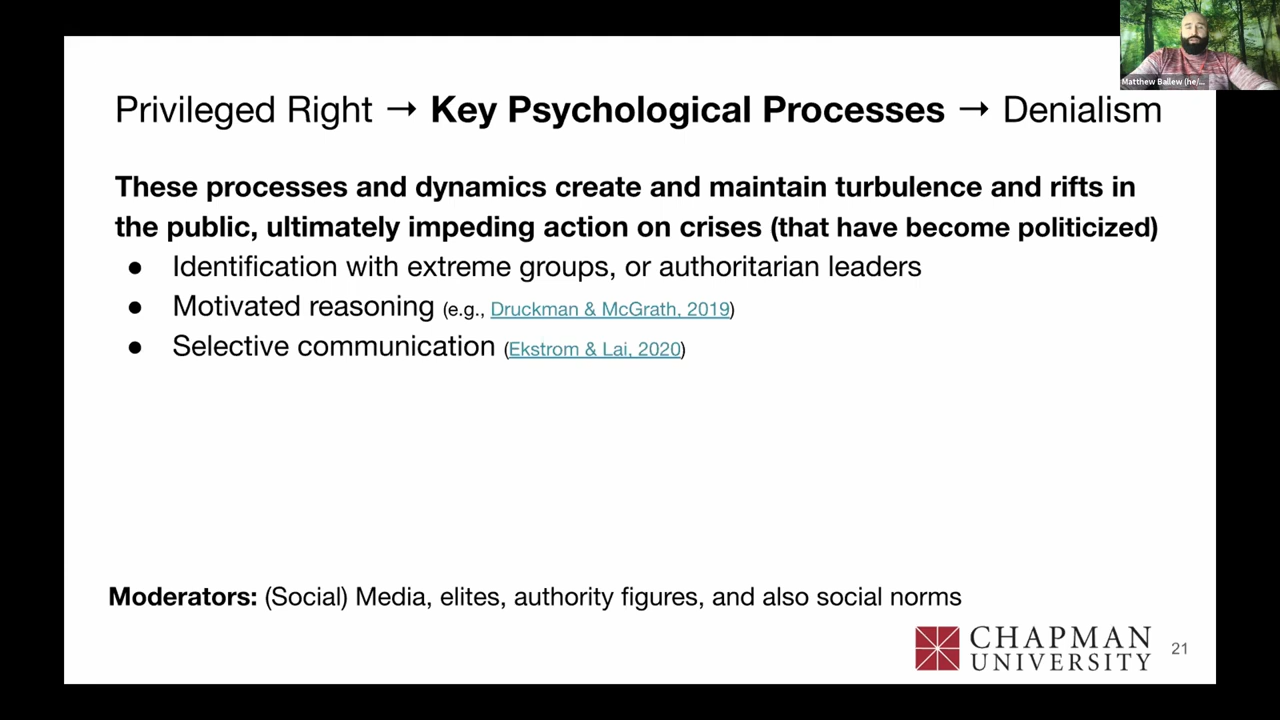 Matthew Ballew (he/...
Privileged Right → Key Psychological Processes → Denialism
These processes and dynamics create and maintain turbulence and rifts in
the public, ultimately impeding action on crises (that have become politicized)
● Identification with extreme groups, or authoritarian leaders
● Motivated reasoning (e.g., Druckman & McGrath, 2019)
● Selective communication (Ekstrom & Lai, 2020)
Moderators: (Social) Media, elites, authority figures, and also social norms
CHAPMAN
UNIVERSITY
21